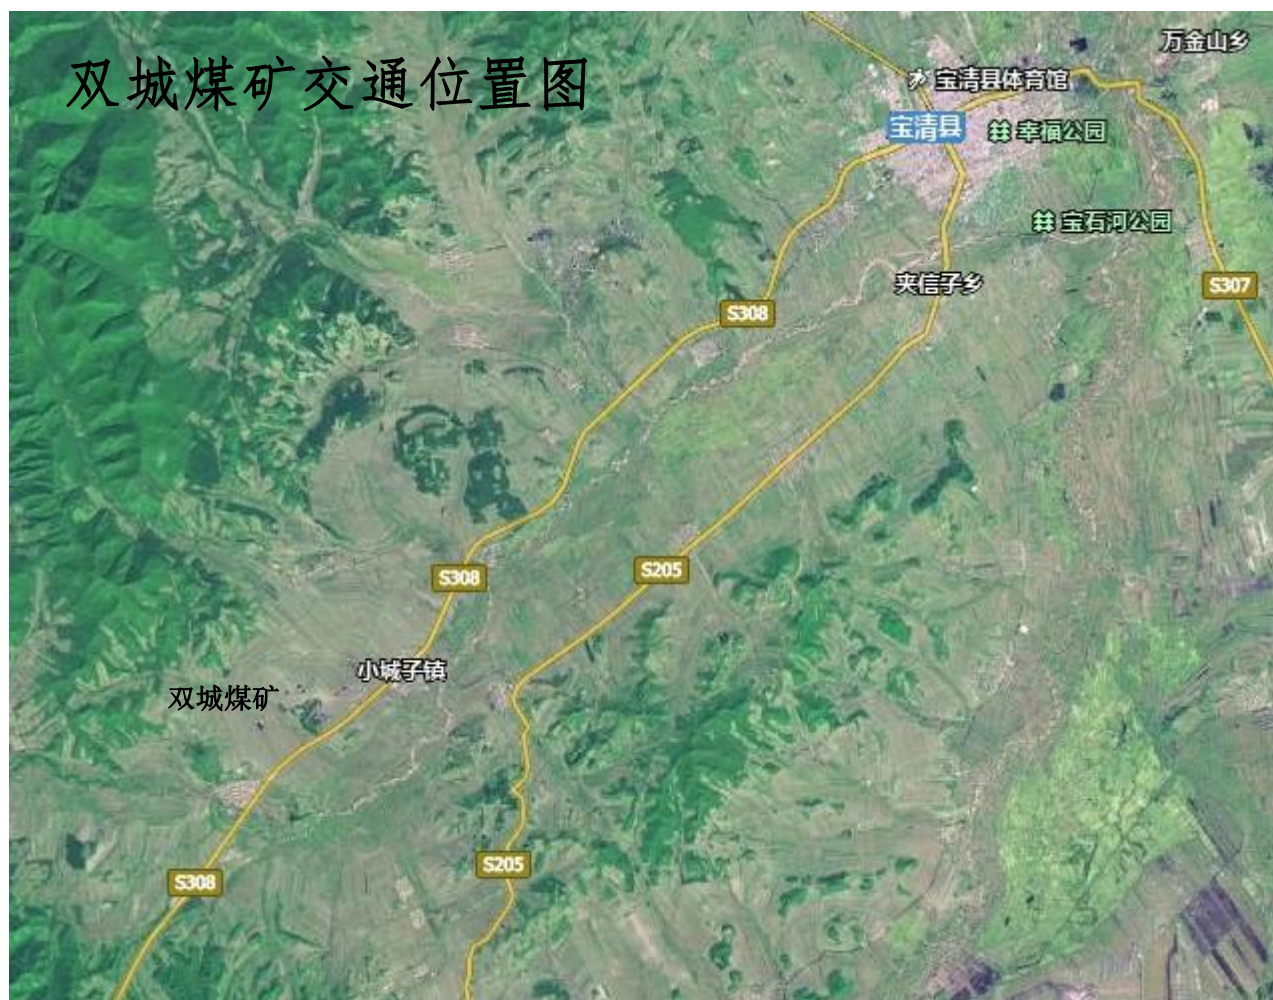 双城煤矿交通位置图
万金山乡
宝清县体育馆
宝清县
幸福公园
宝石河公园
夹信子乡
S307
S308
S205
S308
小城子镇
双城煤矿
S205
S308